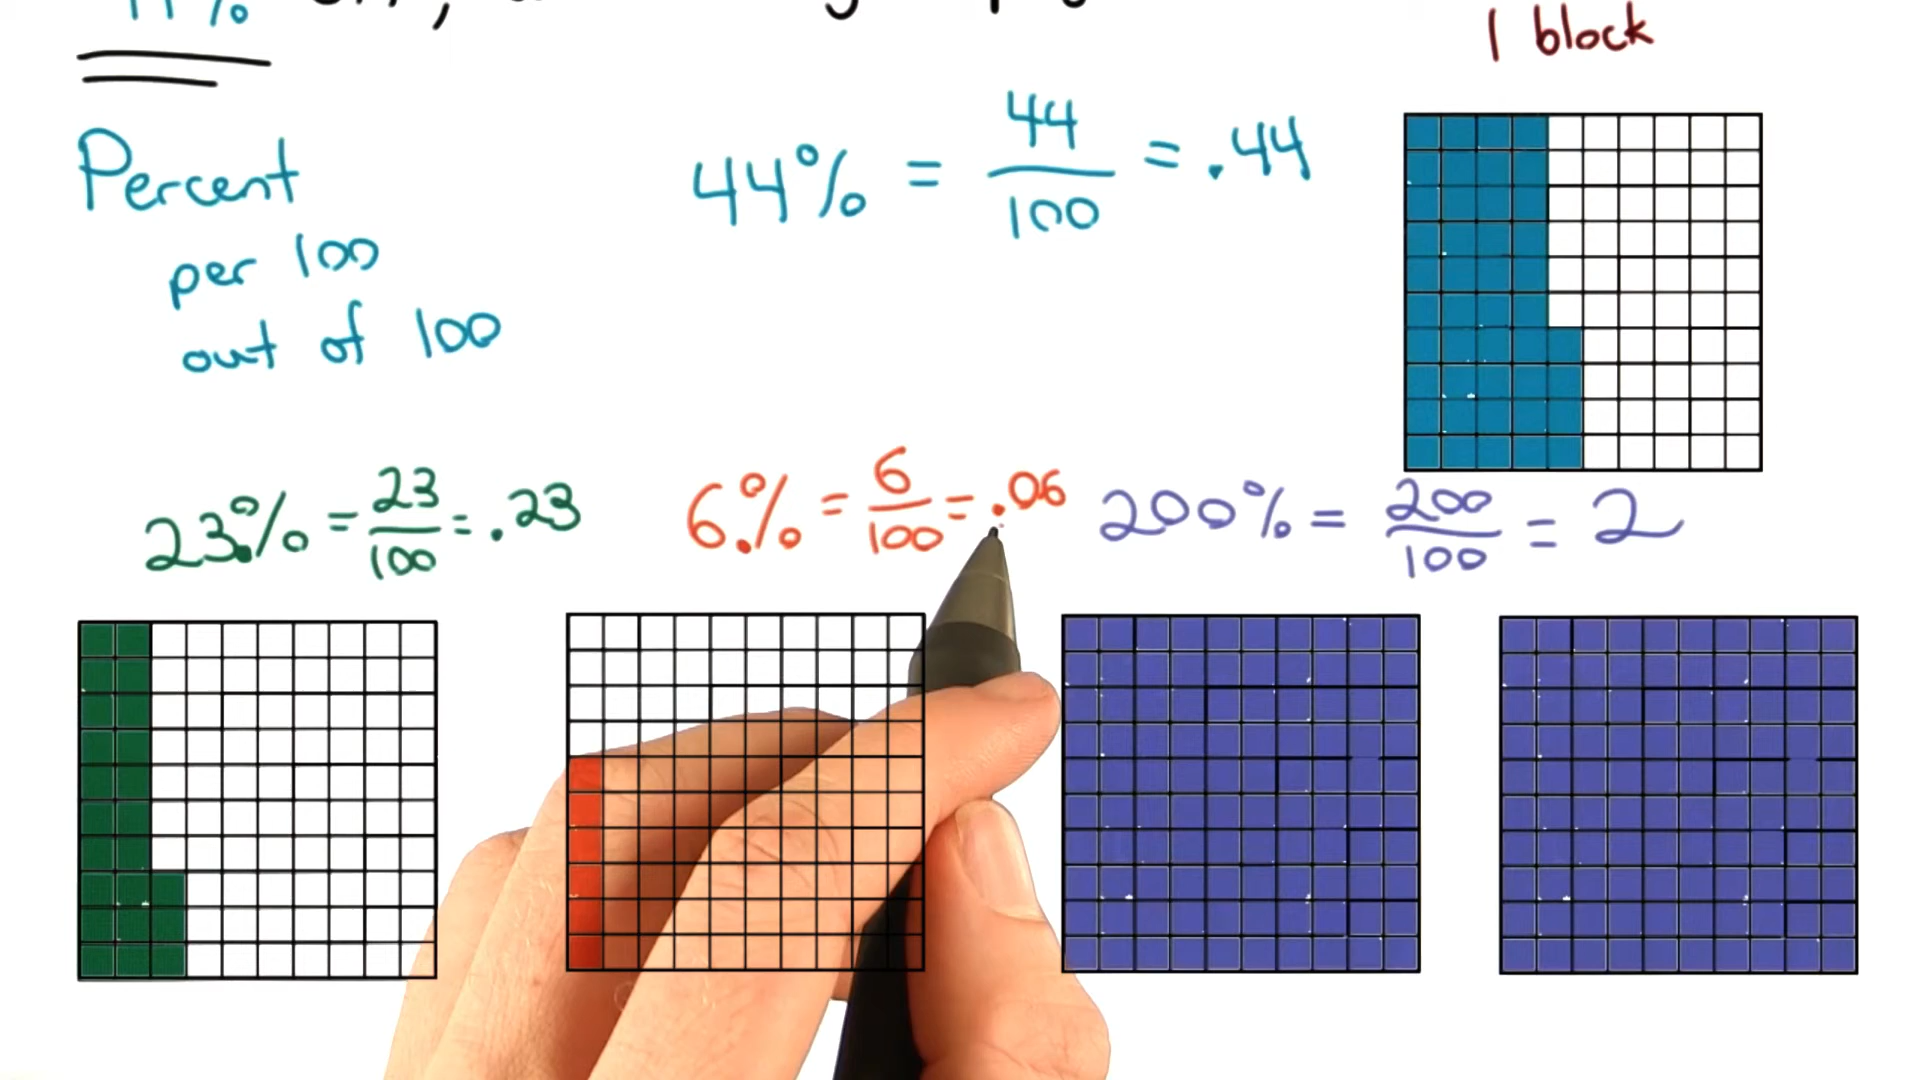 1 block
Percent
per 100
out of 100
44% = 44/100 = .44
23.% = 23/100 = .23
6.% = 6/100 = .06
200% = 200/100 = 2